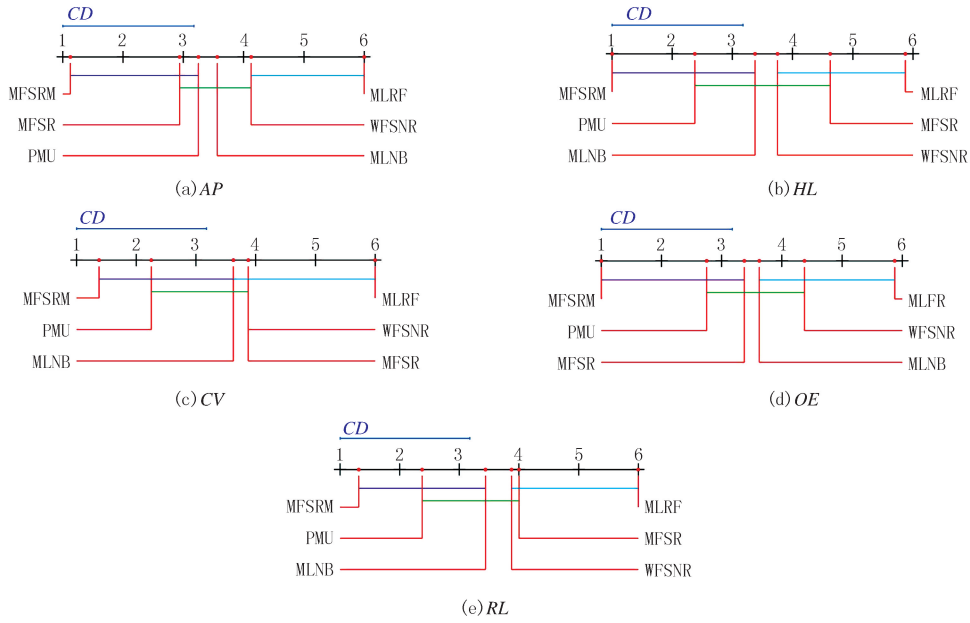 CD
1 2 3 4 5 6
MFSRM MLRF
MFSR WFSNR
PMU MLNB
(a) AP
CD
1 2 3 4 5 6
MFSRM MLRF
PMU MFSR
MLNB WFSNR
(b) HL
CD
1 2 3 4 5 6
MFSRM MLRF
PMU WFSNR
MLNB MFSR
(c) CV
CD
1 2 3 4 5 6
MFSRM MLFR
PMU WFSNR
MFSR MLNB
(d) OE
CD
1 2 3 4 5 6
MFSRM MLRF
PMU MFSR
MLNB WFSNR
(e) RL